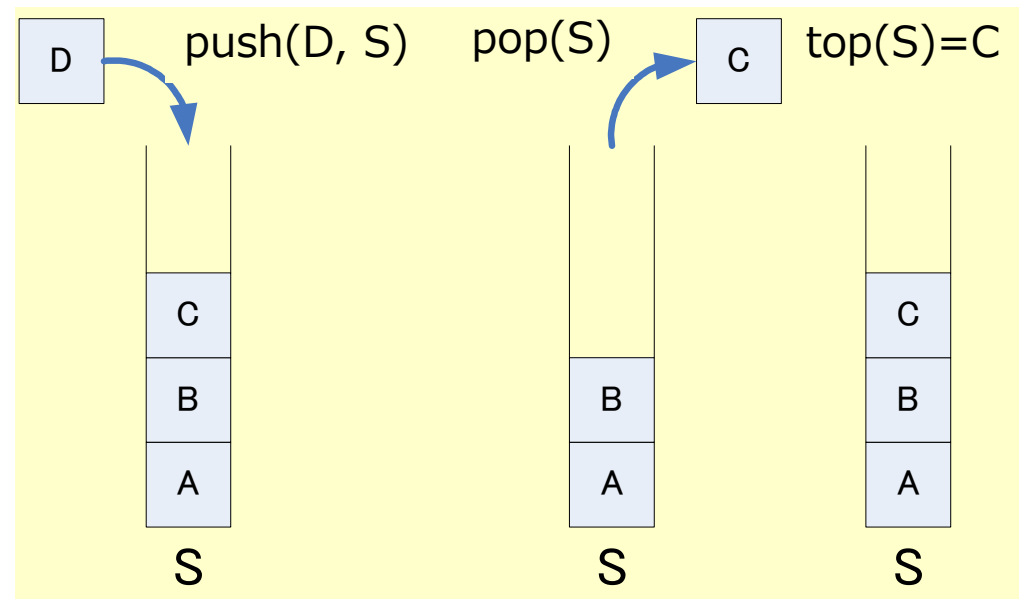 D push(D, S) pop(S) C top(S)=C
C C
B B B
A A A
S S S